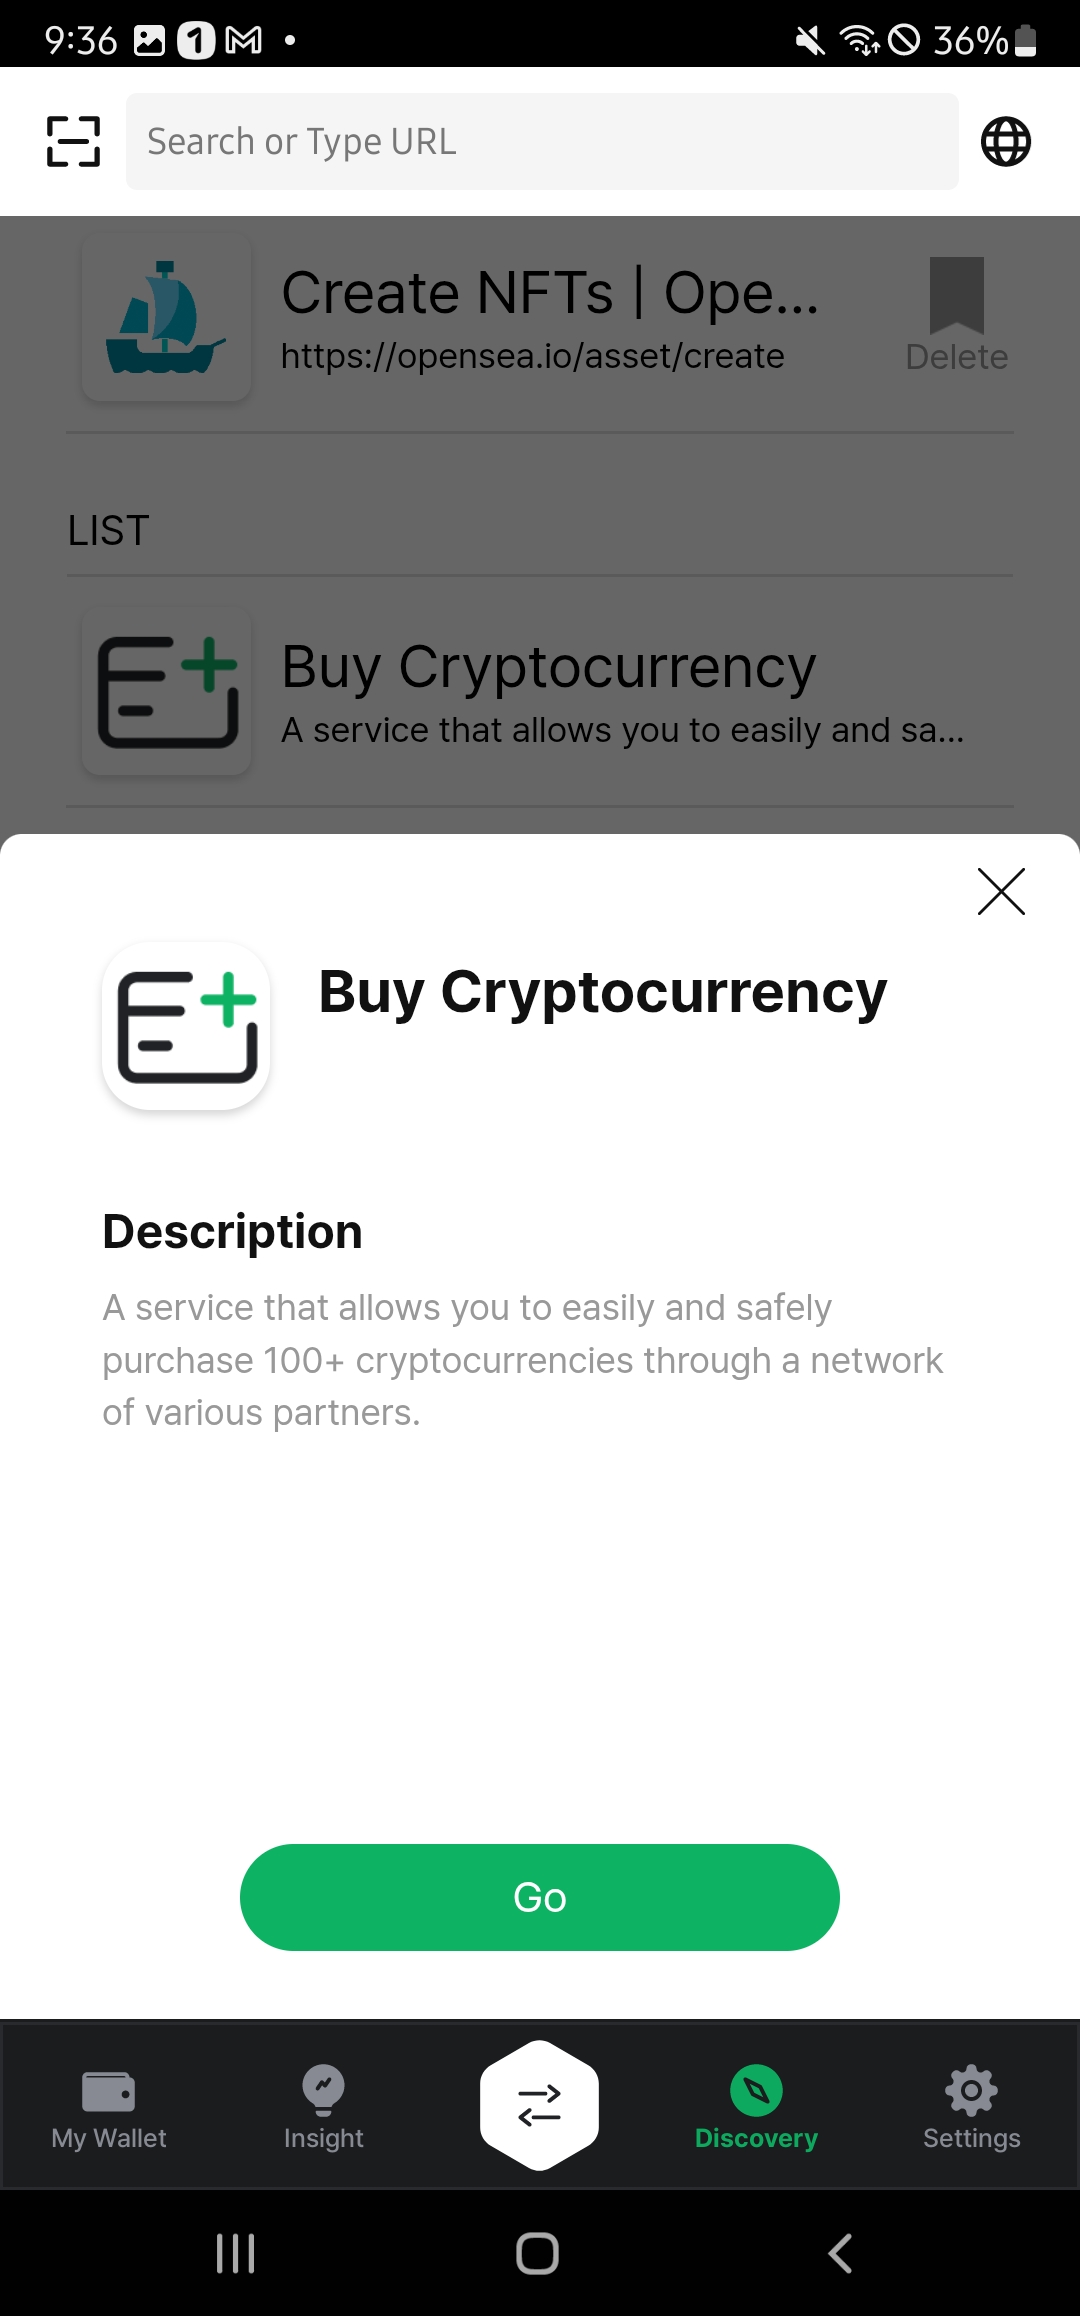 9:36
1
36%
Search or Type URL
Create NFTs | Ope...
https://opensea.io/asset/create
Delete
LIST
Buy Cryptocurrency
A service that allows you to easily and sa...
Buy Cryptocurrency
Description
A service that allows you to easily and safely
purchase 100+ cryptocurrencies through a network
of various partners.
Go
My Wallet
Insight
Discovery
Settings